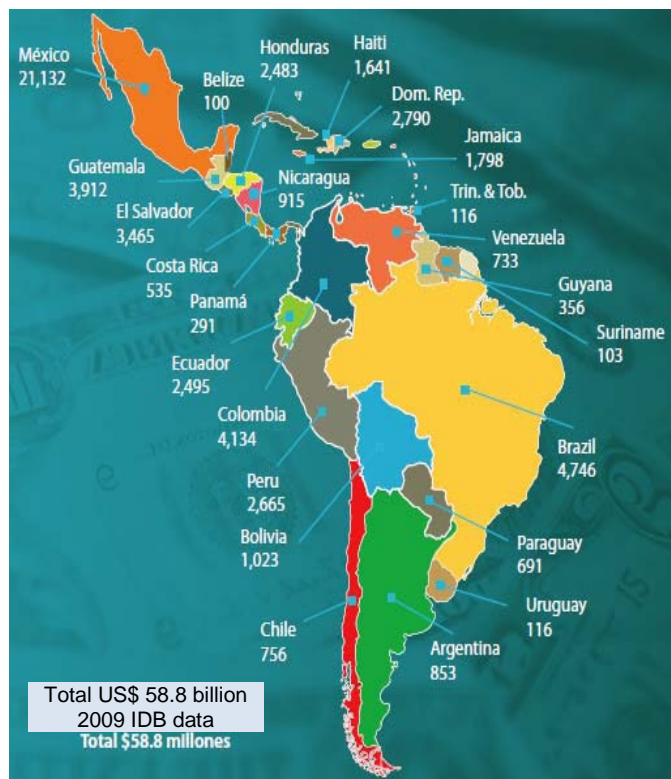 México
21,132
Belize
100
Honduras
2,483
Haiti
1,641
Dom. Rep.
2,790
Jamaica
1,798
Guatemala
3,912
Nicaragua
915
Trin. & Tob.
116
El Salvador
3,465
Venezuela
733
Costa Rica
535
Guyana
356
Panamá
291
Suriname
103
Ecuador
2,495
Colombia
4,134
Brazil
4,746
Peru
2,665
Bolivia
1,023
Paraguay
691
Uruguay
116
Chile
756
Argentina
853
Total US$ 58.8 billion
2009 IDB data
Total $58.8 millones